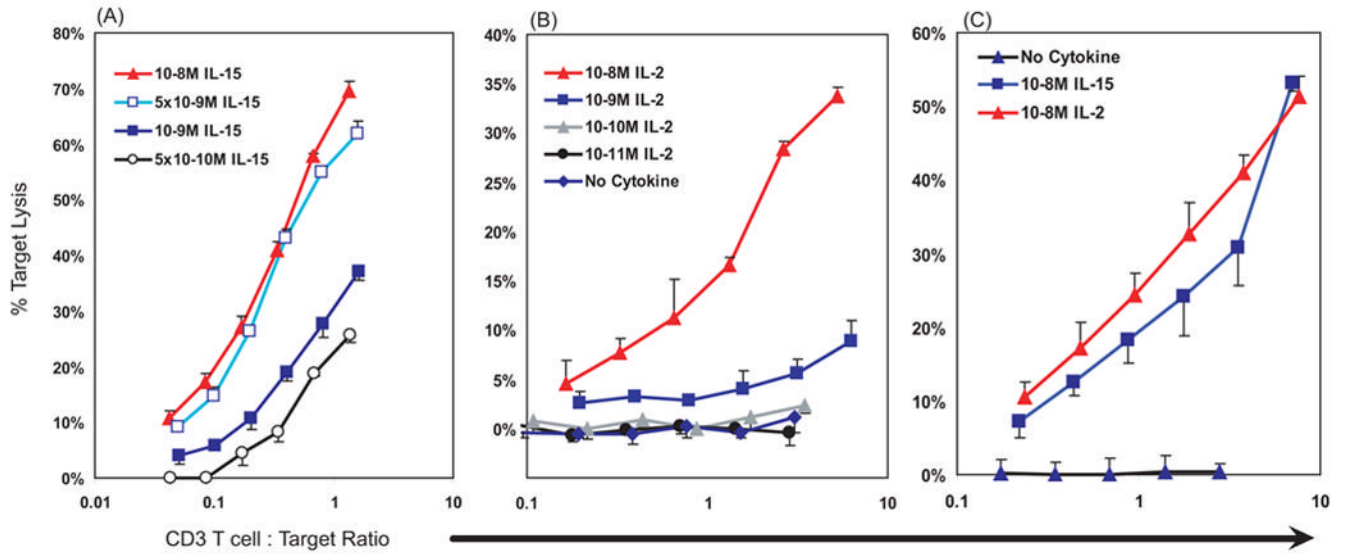 (A)
80%
70%
60%
50%
40%
30%
20%
10%
0%
0.01
0.1
1
10
10-8M IL-15
5x10-9M IL-15
10-9M IL-15
5x10-10M IL-15
(B)
40%
35%
30%
25%
20%
15%
10%
5%
0%
0.1
1
10
10-8M IL-2
10-9M IL-2
10-10M IL-2
10-11M IL-2
No Cytokine
(C)
60%
50%
40%
30%
20%
10%
0%
0.1
1
10
No Cytokine
10-8M IL-15
10-8M IL-2
% Target Lysis
CD3 T cell : Target Ratio